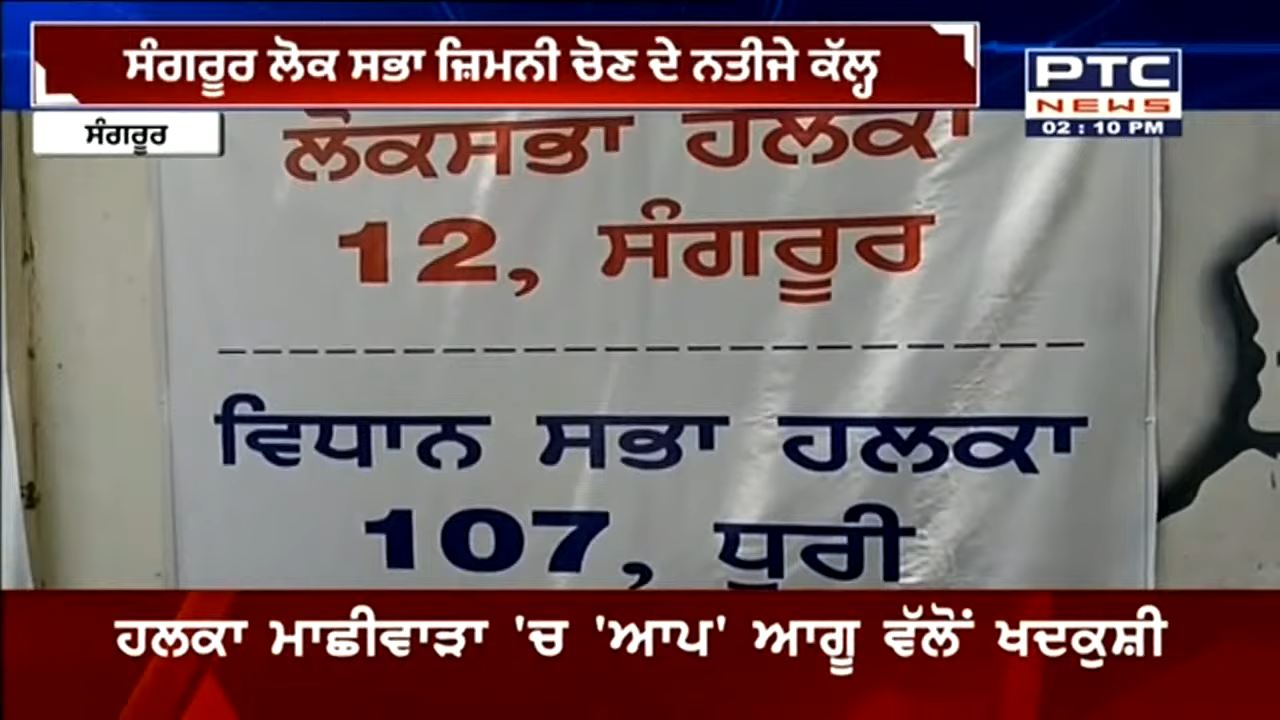 ਸੰਗਰੂਰ ਲੋਕ ਸਭਾ ਜ਼ਿਮਨੀ ਚੋਣ ਦੇ ਨਤੀਜੇ ਕੱਲ੍ਹ
PTC
NEWS
02 : 10 PM
ਸੰਗਰੂਰ
ਲੋਕਸਭਾ ਹਲਕਾ
12, ਸੰਗਰੂਰ
ਵਿਧਾਨ ਸਭਾ ਹਲਕਾ
107, ਧੁਰੀ
ਹਲਕਾ ਮਾਛੀਵਾੜਾ 'ਚ 'ਆਪ' ਆਗੂ ਵੱਲੋਂ ਖਦਕੁਸ਼ੀ